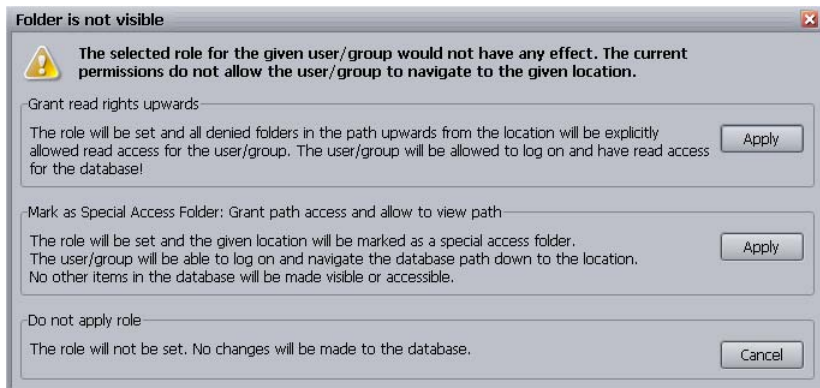 Folder is not visible
The selected role for the given user/group would not have any effect. The current
permissions do not allow the user/group to navigate to the given location.
Grant read rights upwards
The role will be set and all denied folders in the path upwards from the location will be explicitly
allowed read access for the user/group. The user/group will be allowed to log on and have read access
for the database!
Apply
Mark as Special Access Folder: Grant path access and allow to view path
The role will be set and the given location will be marked as a special access folder.
The user/group will be able to log on and navigate the database path down to the location.
No other items in the database will be made visible or accessible.
Apply
Do not apply role
The role will not be set. No changes will be made to the database.
Cancel